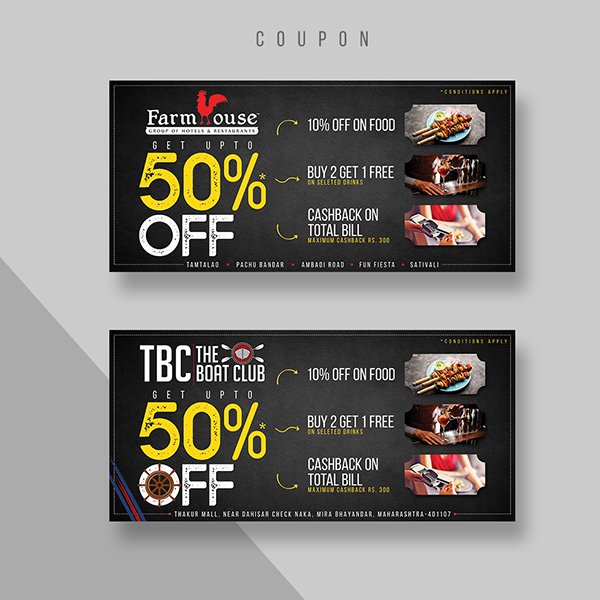 COUPON
*CONDITIONS APPLY
Farm ouse
GROUP OF HOTELS & RESTAURANTS
GET UPTO
50%*
OFF
10% OFF ON FOOD
BUY 2 GET 1 FREE
ON SELETED DRINKS
CASHBACK ON
TOTAL BILL
MAXIMUM CASHBACK RS. 300
TAMTALAO • PACHU BANDAR • AMBADI ROAD • FUN FIESTA • SATIVALI
*CONDITIONS APPLY
TBC THE
BOAT CLUB
GET UPTO
50%*
OFF
10% OFF ON FOOD
BUY 2 GET 1 FREE
ON SELETED DRINKS
CASHBACK ON
TOTAL BILL
MAXIMUM CASHBACK RS. 300
THAKUR MALL, NEAR DAHISAR CHECK NAKA, MIRA BHAYANDAR, MAHARASHTRA-401107